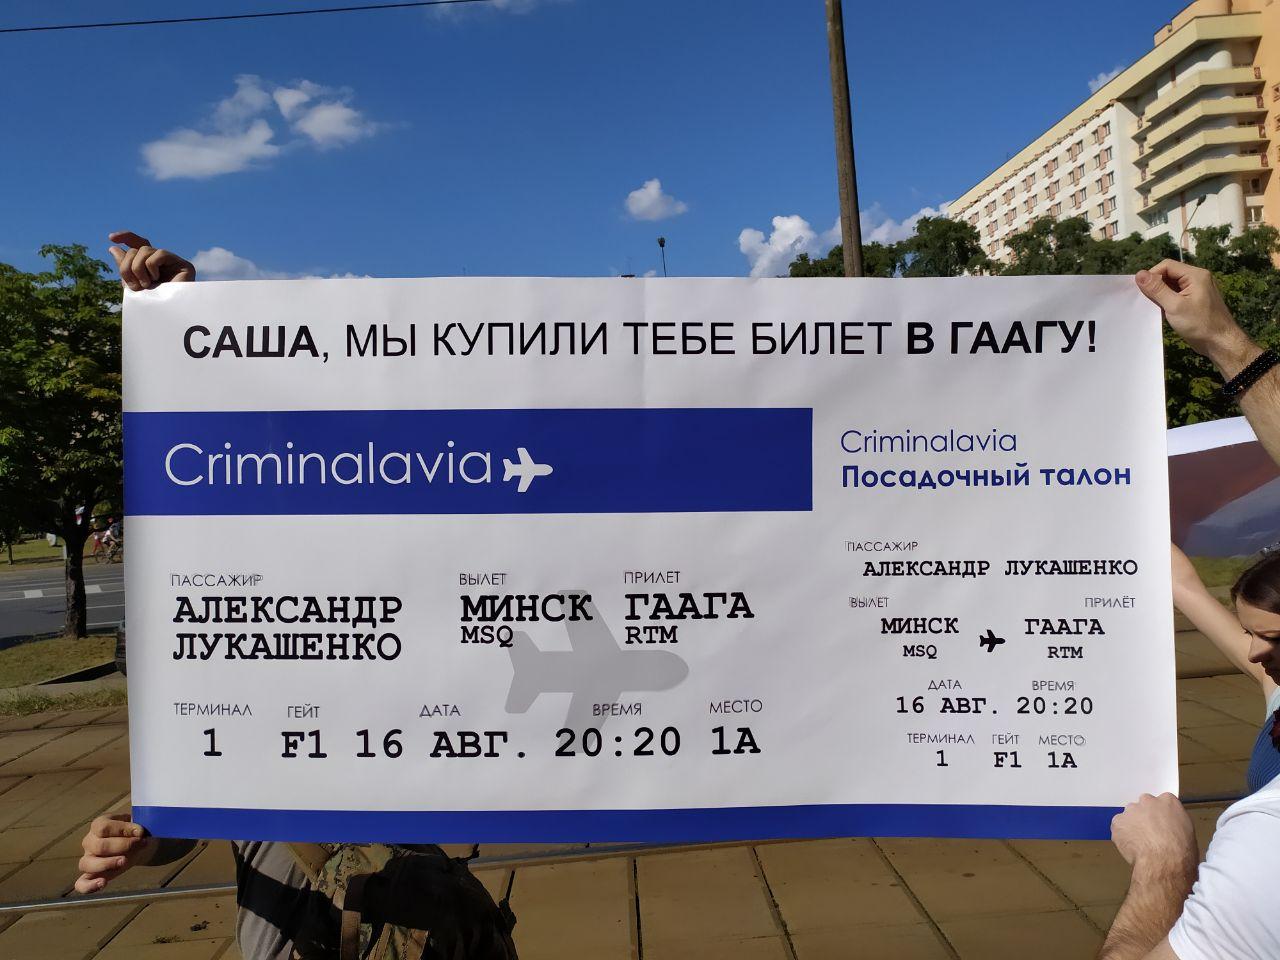 САША, МЫ КУПИЛИ ТЕБЕ БИЛЕТ В ГААГУ!
Criminalavia
ПАССАЖИР ВЫЛЕТ ПРИЛЕТ
АЛЕКСАНДР МИНСК ГААГА
ЛУКАШЕНКО MSQ RTM
ТЕРМИНАЛ ГЕЙТ ДАТА ВРЕМЯ МЕСТО
1 F1 16 АВГ. 20:20 1A
Criminalavia
Посадочный талон
ПАССАЖИР
АЛЕКСАНДР ЛУКАШЕНКО
ВЫЛЕТ ПРИЛЁТ
МИНСК ГААГА
MSQ RTM
ДАТА ВРЕМЯ
16 АВГ. 20:20
ТЕРМИНАЛ ГЕЙТ МЕСТО
1 F1 1A